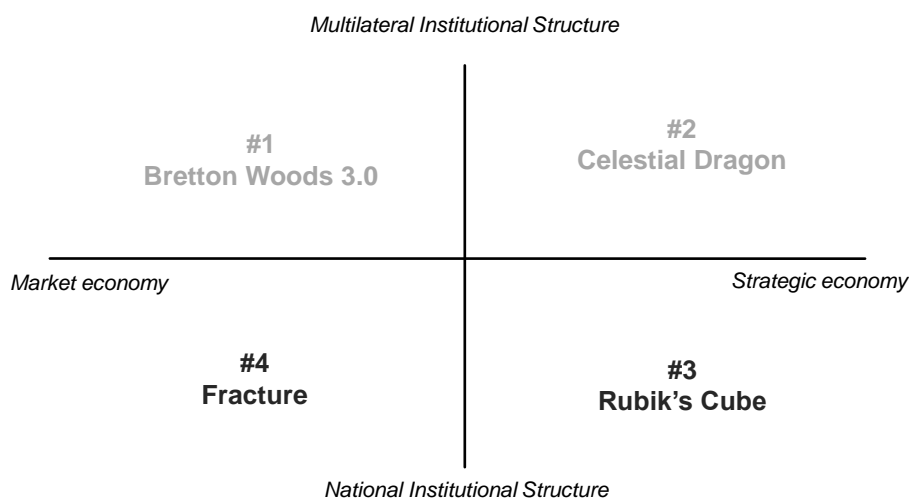 Multilateral Institutional Structure
#1
Bretton Woods 3.0
#2
Celestial Dragon
Market economy
Strategic economy
#4
Fracture
#3
Rubik’s Cube
National Institutional Structure